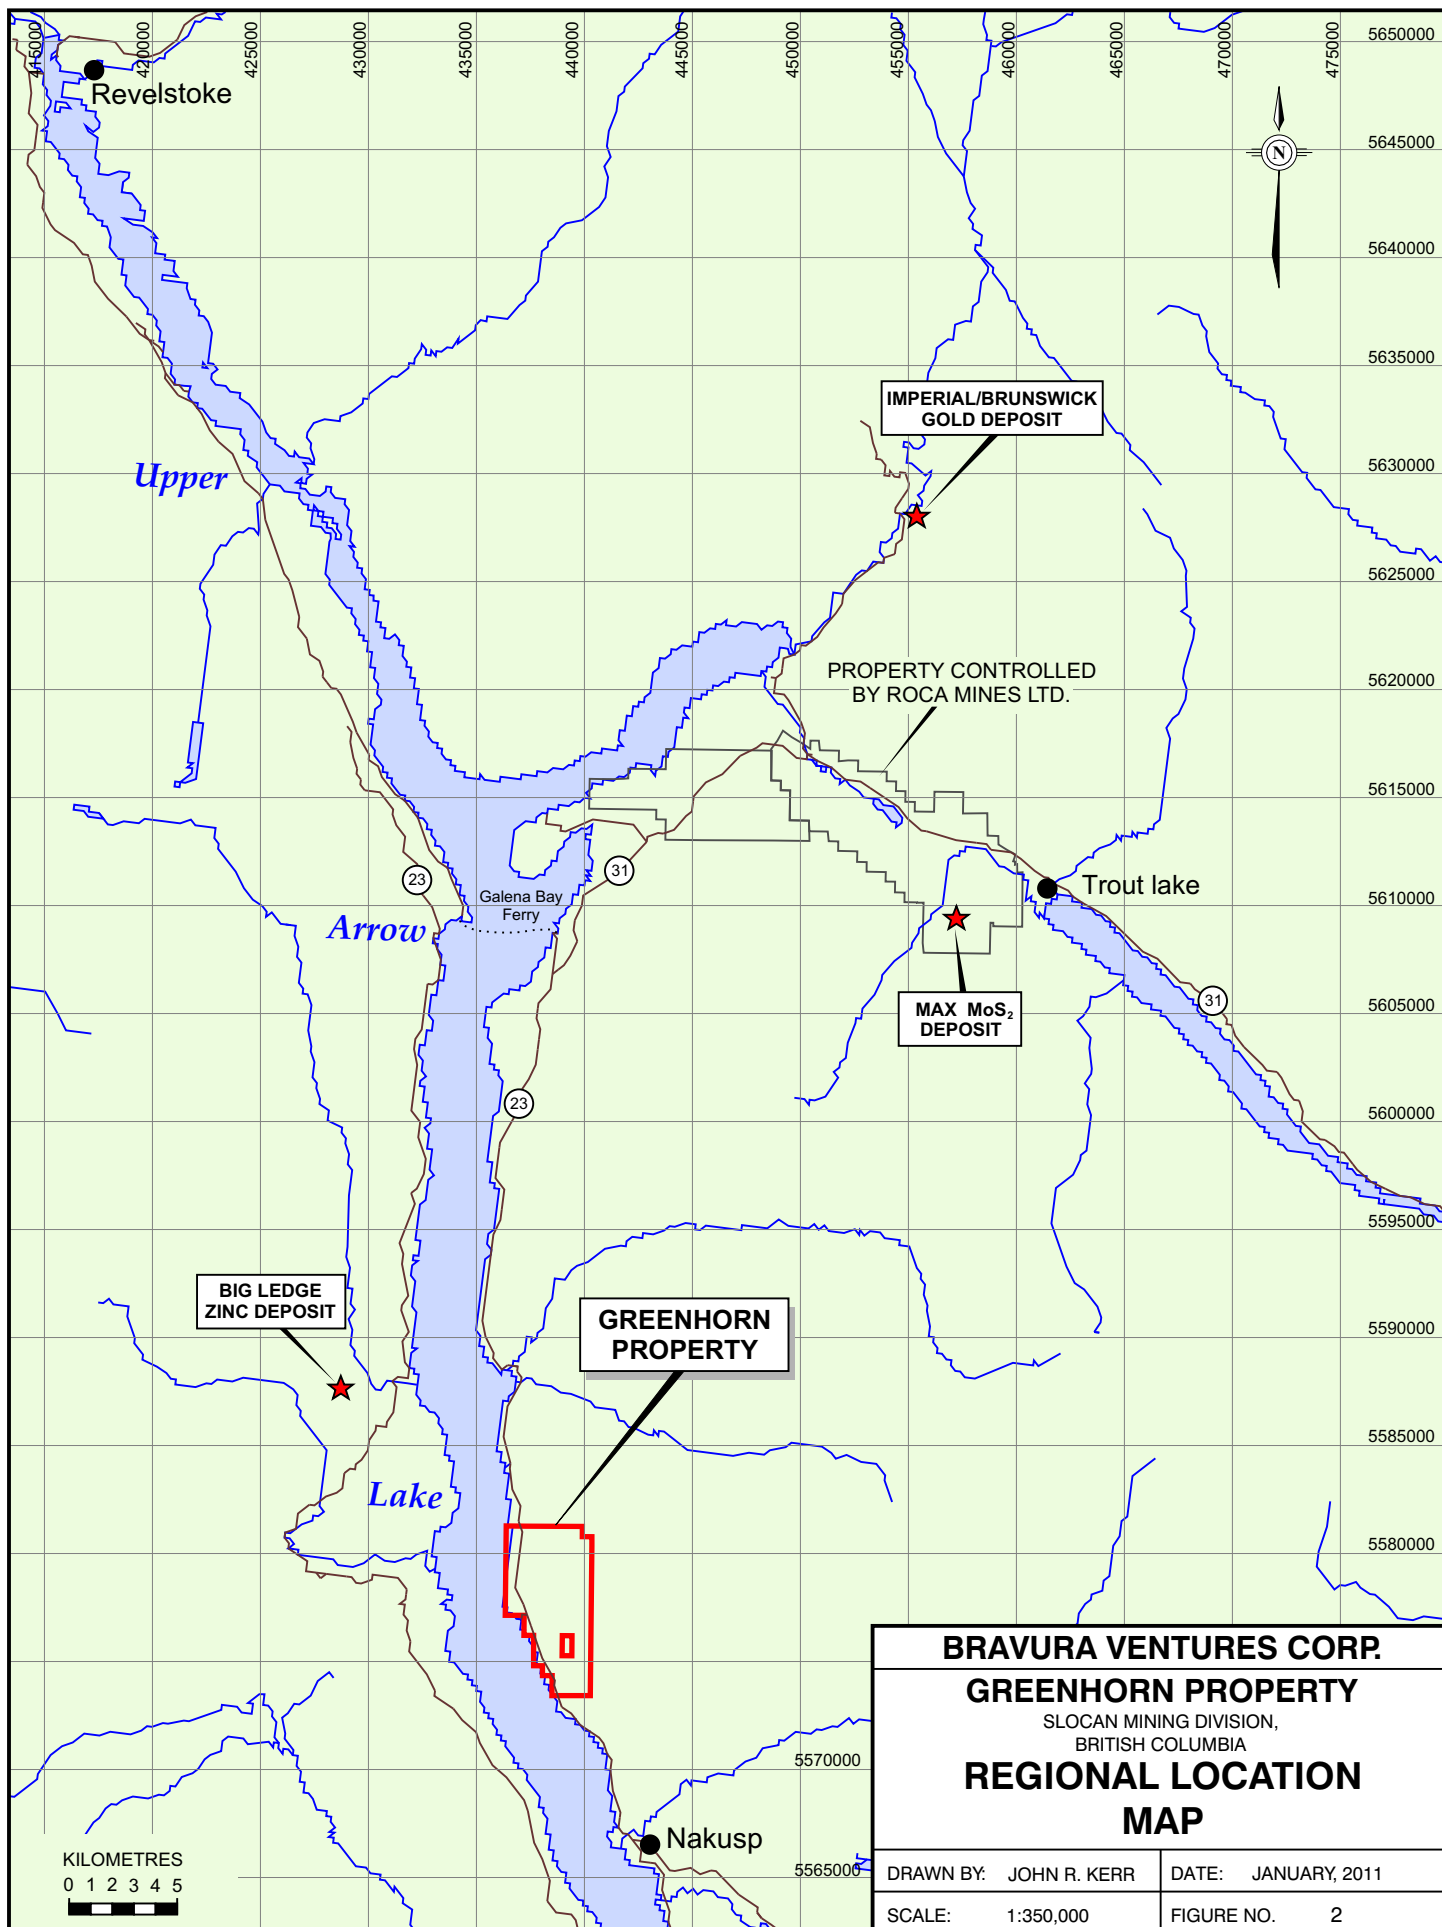 415000
420000
425000
430000
435000
440000
445000
450000
455000
460000
465000
470000
475000
5650000
5645000
5640000
5635000
5630000
5625000
5620000
5615000
5610000
5605000
5600000
5595000
5590000
5585000
5580000
5570000
5565000
Revelstoke
N
IMPERIAL/BRUNSWICK
GOLD DEPOSIT
Upper
PROPERTY CONTROLLED
BY ROCA MINES LTD.
23
31
Galena Bay
Ferry
Trout lake
Arrow
MAX MoS₂
DEPOSIT
31
23
BIG LEDGE
ZINC DEPOSIT
GREENHORN
PROPERTY
Lake
Nakusp
KILOMETRES
0 1 2 3 4 5
BRAVURA VENTURES CORP.
GREENHORN PROPERTY
SLOCAN MINING DIVISION,
BRITISH COLUMBIA
REGIONAL LOCATION
MAP
DRAWN BY: JOHN R. KERR
DATE: JANUARY, 2011
SCALE: 1:350,000
FIGURE NO. 2